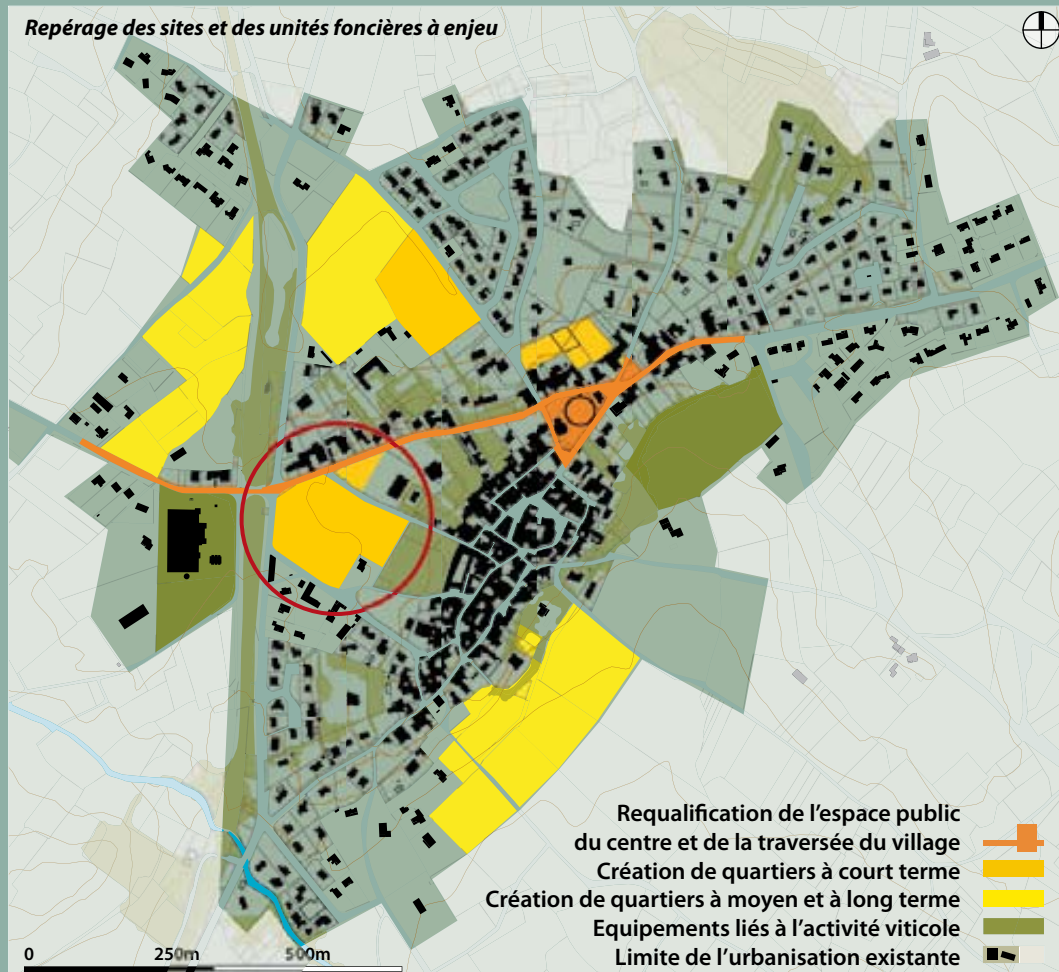 Repérage des sites et des unités foncières à enjeu
Requalification de l'espace public
du centre et de la traversée du village
Création de quartiers à court terme
Création de quartiers à moyen et à long terme
Equipements liés à l'activité viticole
Limite de l'urbanisation existante
0 250m 500m